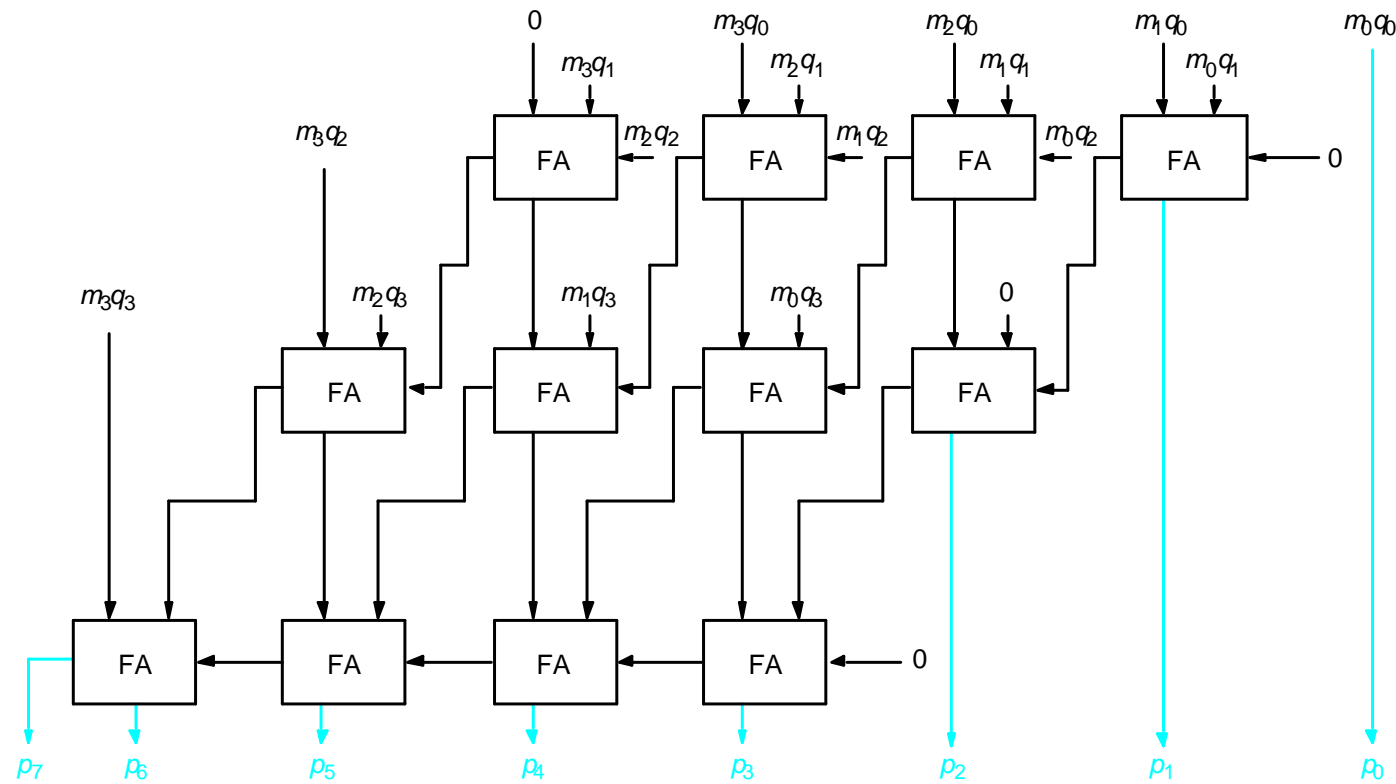 0 m₃q₀ m₂q₀ m₁q₀ m₀q₀
m₃q₁ m₂q₁ m₁q₁ m₀q₁
m₃q₂ FA m₂q₂ FA m₁q₂ FA m₀q₂ FA 0
m₃q₃ m₂q₃ m₁q₃ m₀q₃ 0
FA FA FA FA
FA FA FA FA 0
p₇ p₆ p₅ p₄ p₃ p₂ p₁ p₀